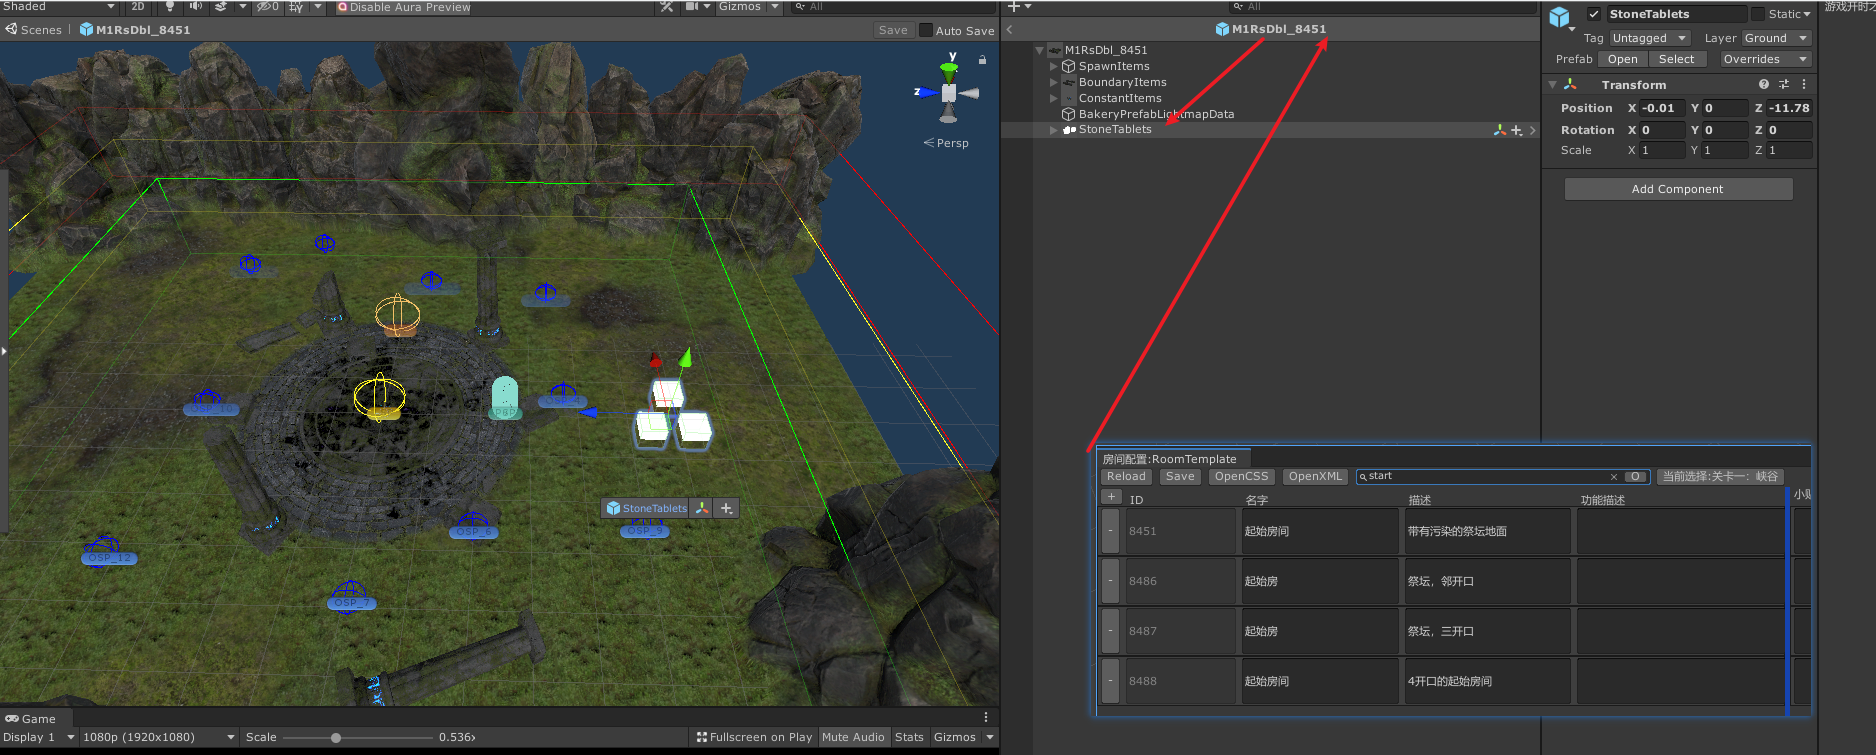 Shaded
2D
0
Disable Aura Preview
Gizmos
All
Scenes
M1RsDbl_8451
Save
Auto Save
y
z
Persp
OSP_10
OSP_6
OSP_9
OSP_12
OSP_7
StoneTablets
Game
Display 1
1080p (1920x1080)
Scale
0.536x
Fullscreen on Play
Mute Audio
Stats
Gizmos
All
M1RsDbl_8451
M1RsDbl_8451
SpawnItems
BoundaryItems
ConstantItems
BakeryPrefabLightmapData
StoneTablets
StoneTablets
Static
Tag Untagged
Layer Ground
Prefab Open Select Overrides
Transform
Position X -0.01 Y 0 Z -11.78
Rotation X 0 Y 0 Z 0
Scale X 1 Y 1 Z 1
Add Component
房间配置:RoomTemplate
Reload Save OpenCSS OpenXML start 当前选择:关卡一: 峡谷
+ ID 名字 描述 功能描述
- 8451 起始房间 带有污染的祭坛地面
- 8486 起始房 祭坛，邻开口
- 8487 起始房 祭坛，三开口
- 8488 起始房间 4开口的起始房间